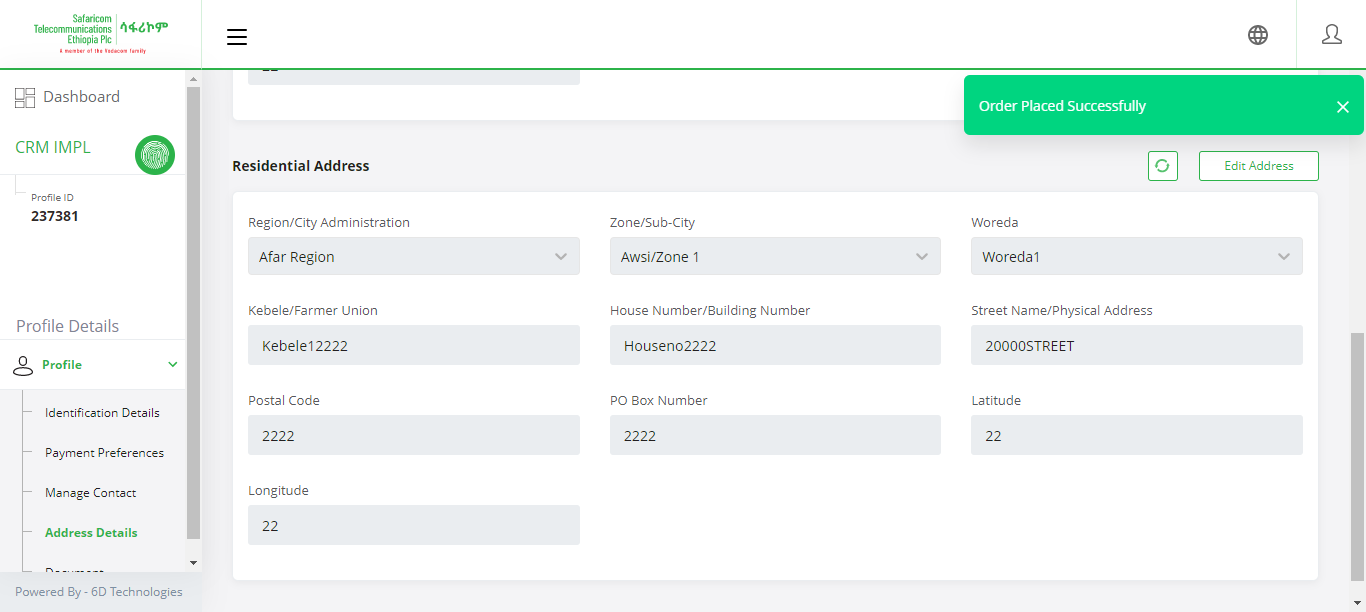 Safaricom
Telecommunications
Ethiopia Plc
ሳፋሪኮም
A member of the Vodacom family
Order Placed Successfully
Dashboard
CRM IMPL
Profile ID
237381
Profile Details
Profile
Identification Details
Payment Preferences
Manage Contact
Address Details
Document
Powered By - 6D Technologies
22
Residential Address
Edit Address
Region/City Administration
Zone/Sub-City
Woreda
Afar Region
Awsi/Zone 1
Woreda1
Kebele/Farmer Union
House Number/Building Number
Street Name/Physical Address
Kebele12222
Houseno2222
20000STREET
Postal Code
PO Box Number
Latitude
2222
2222
22
Longitude
22